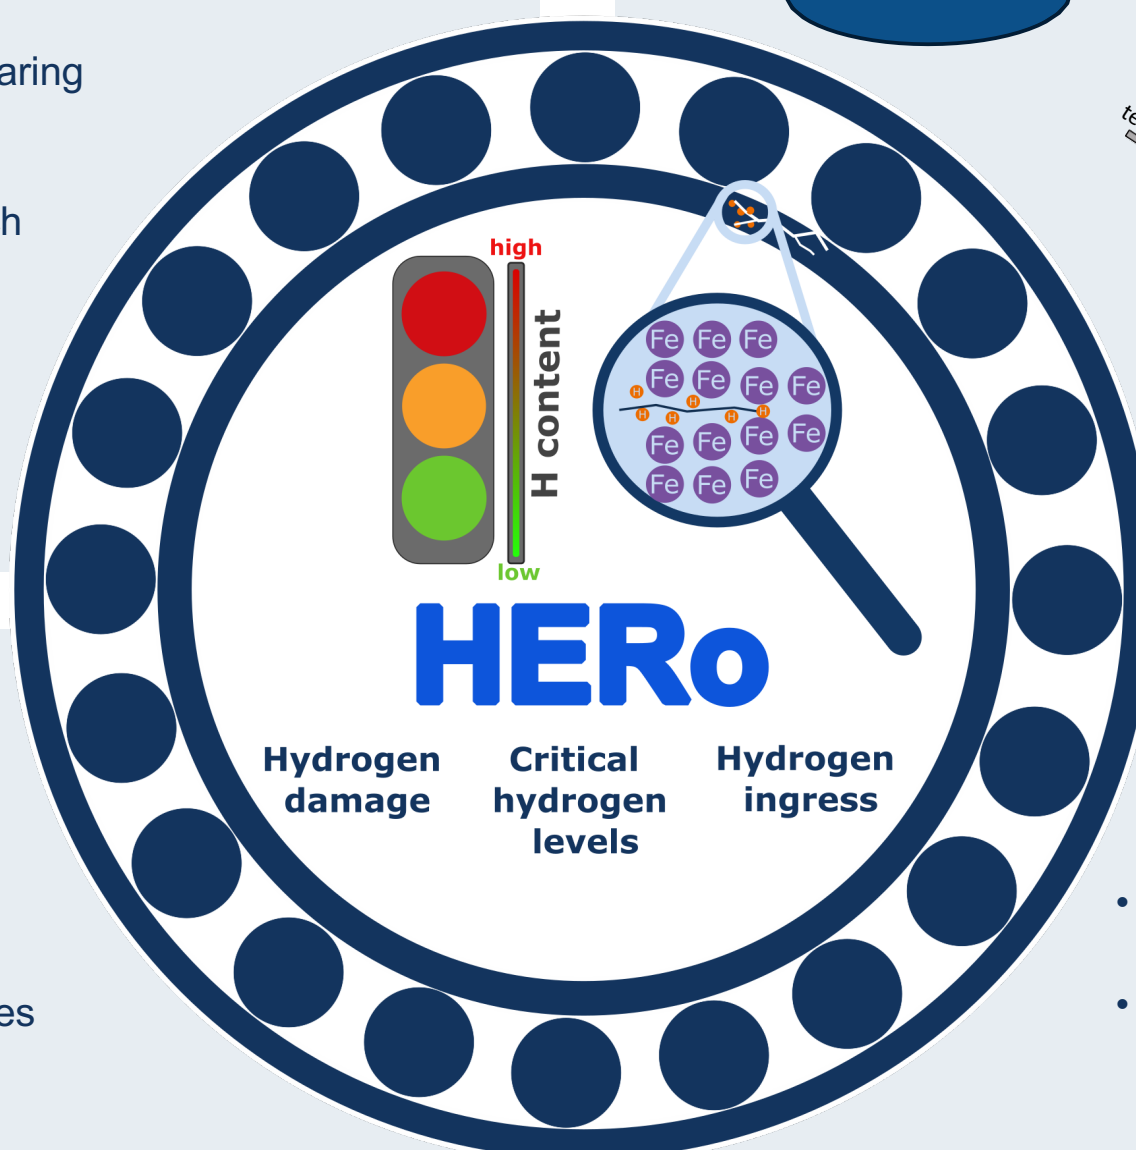 aring
te
h
high
H content
low
Fe Fe Fe
Fe Fe Fe Fe
H H
H H H H
Fe Fe Fe Fe
Fe Fe Fe
HERo
Hydrogen damage
Critical hydrogen levels
Hydrogen ingress
•
es
•